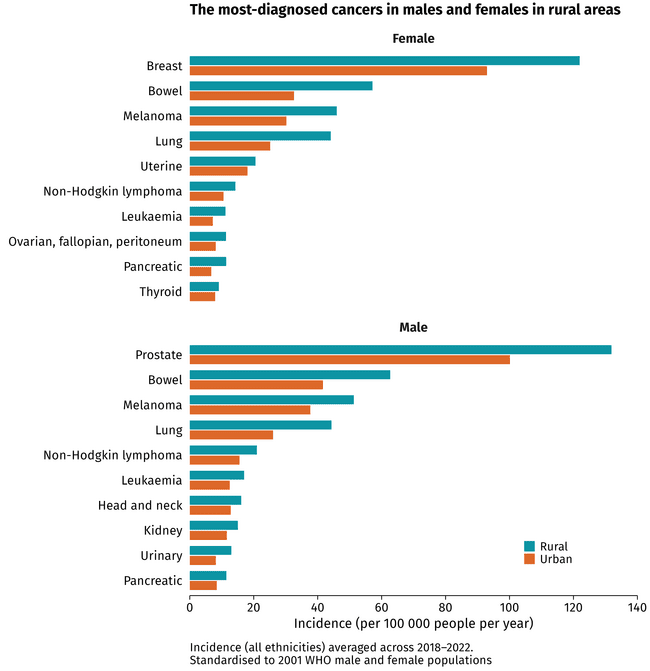 The most-diagnosed cancers in males and females in rural areas
Female
Breast
Bowel
Melanoma
Lung
Uterine
Non-Hodgkin lymphoma
Leukaemia
Ovarian, fallopian, peritoneum
Pancreatic
Thyroid
Male
Prostate
Bowel
Melanoma
Lung
Non-Hodgkin lymphoma
Leukaemia
Head and neck
Kidney
Urinary
Pancreatic
Rural
Urban
0 20 40 60 80 100 120 140
Incidence (per 100 000 people per year)
Incidence (all ethnicities) averaged across 2018–2022.
Standardised to 2001 WHO male and female populations